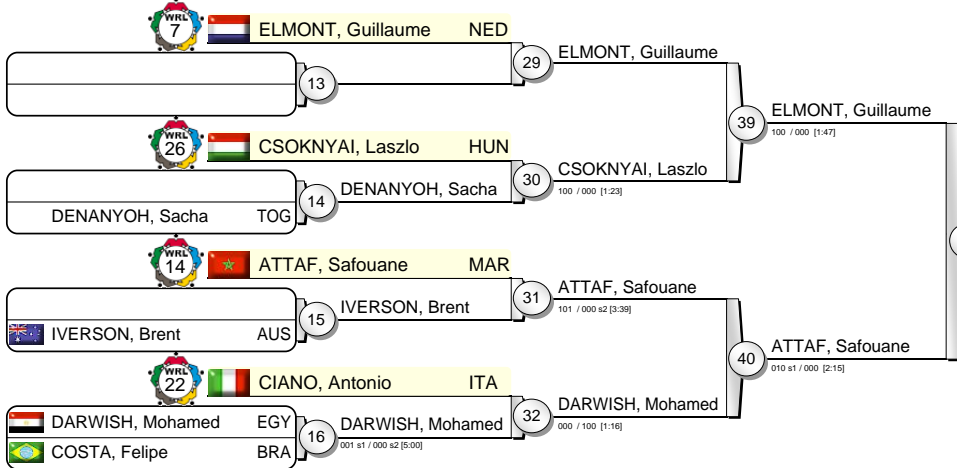 WRL
7
ELMONT, Guillaume NED
13
29
ELMONT, Guillaume
39
ELMONT, Guillaume
100 / 000 [1:47]
WRL
26
CSOKNYAI, Laszlo HUN
DENANYOH, Sacha TOG
14
DENANYOH, Sacha
30
CSOKNYAI, Laszlo
100 / 000 [1:23]
WRL
14
ATTAF, Safouane MAR
IVERSON, Brent AUS
15
IVERSON, Brent
31
ATTAF, Safouane
101 / 000 s2 [3:39]
40
ATTAF, Safouane
010 s1 / 000 [2:15]
WRL
22
CIANO, Antonio ITA
DARWISH, Mohamed EGY
COSTA, Felipe BRA
16
DARWISH, Mohamed
001 s1 / 000 s2 [5:00]
32
DARWISH, Mohamed
000 / 100 [1:16]